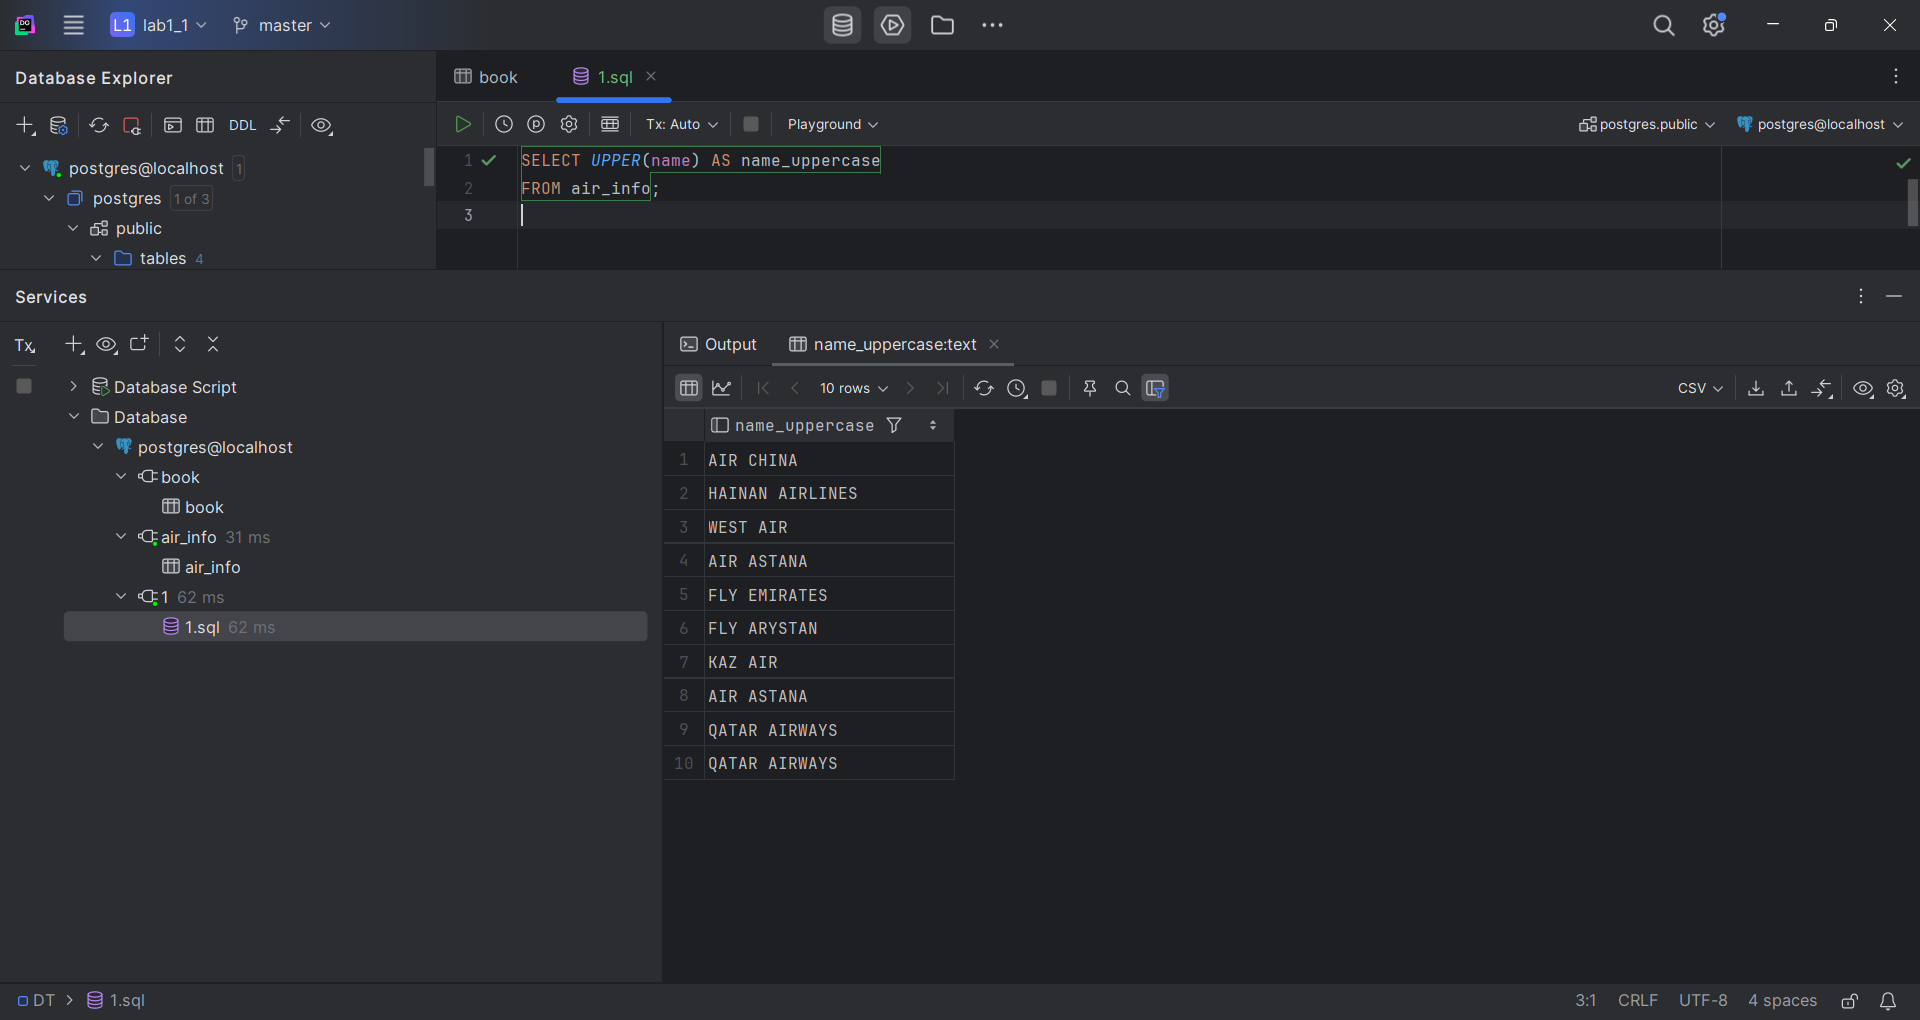 L1 lab1_1 master
Database Explorer
book 1.sql
DDL
Tx: Auto Playground postgres.public postgres@localhost
postgres@localhost 1
postgres 1 of 3
public
tables 4
1 SELECT UPPER(name) AS name_uppercase
2 FROM air_info;
3
Services
Tx
Output name_uppercase:text
Database Script
Database
postgres@localhost
book
book
air_info 31 ms
air_info
1 62 ms
1.sql 62 ms
10 rows CSV
name_uppercase
1 AIR CHINA
2 HAINAN AIRLINES
3 WEST AIR
4 AIR ASTANA
5 FLY EMIRATES
6 FLY ARYSTAN
7 KAZ AIR
8 AIR ASTANA
9 QATAR AIRWAYS
10 QATAR AIRWAYS
DT 1.sql 3:1 CRLF UTF-8 4 spaces